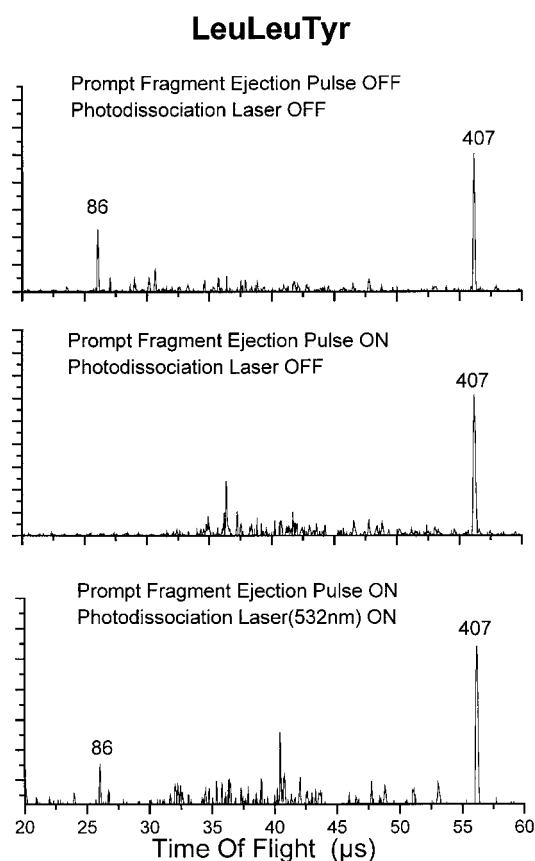 LeuLeuTyr
Prompt Fragment Ejection Pulse OFF
Photodissociation Laser OFF
407
86
Prompt Fragment Ejection Pulse ON
Photodissociation Laser OFF
407
Prompt Fragment Ejection Pulse ON
Photodissociation Laser(532nm) ON
407
86
20 25 30 35 40 45 50 55 60
Time Of Flight (µs)